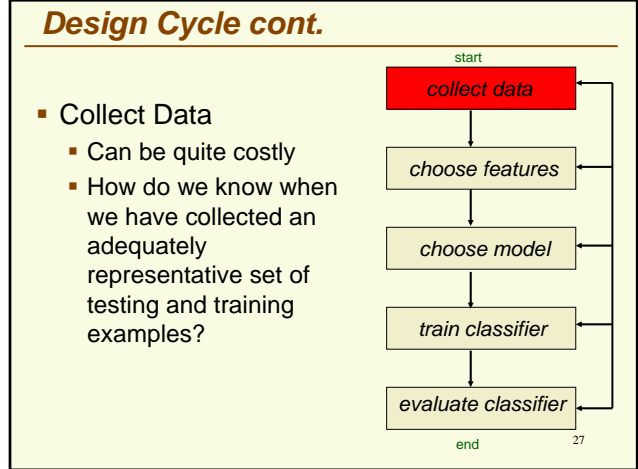 Design Cycle cont.
Collect Data
Can be quite costly
How do we know when
we have collected an
adequately
representative set of
testing and training
examples?
start
collect data
choose features
choose model
train classifier
evaluate classifier
end
27